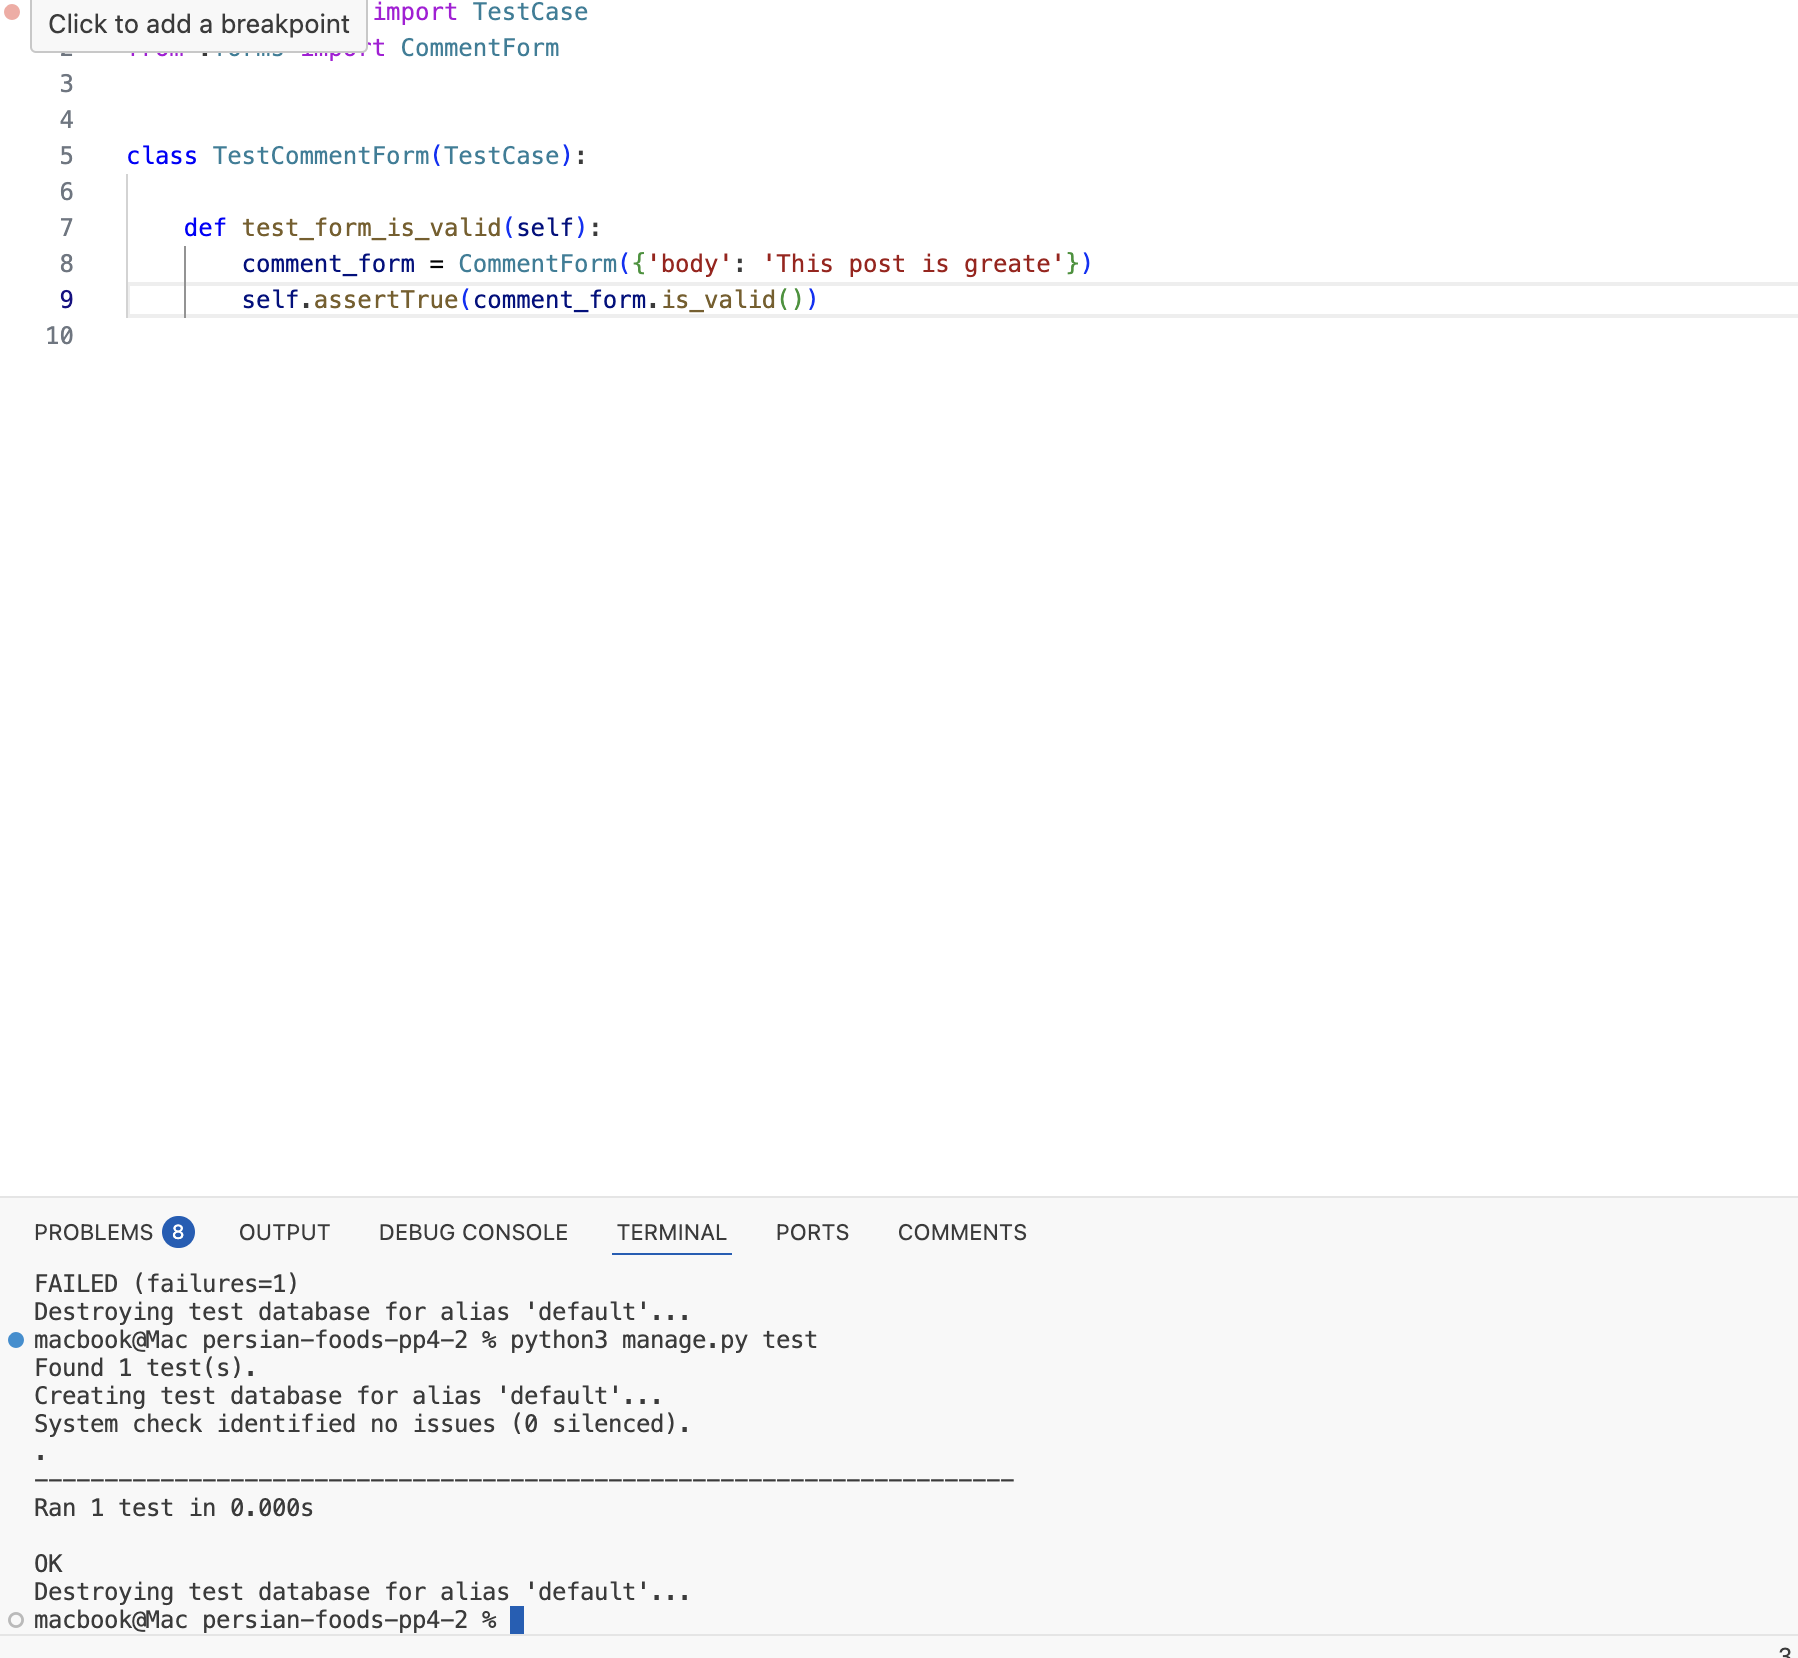 Click to add a breakpoint import TestCase
2 from .forms import CommentForm
3
4
5 class TestCommentForm(TestCase):
6
7 def test_form_is_valid(self):
8 comment_form = CommentForm({'body': 'This post is greate'})
9 self.assertTrue(comment_form.is_valid())
10
PROBLEMS 8 OUTPUT DEBUG CONSOLE TERMINAL PORTS COMMENTS
FAILED (failures=1)
Destroying test database for alias 'default'...
macbook@Mac persian-foods-pp4-2 % python3 manage.py test
Found 1 test(s).
Creating test database for alias 'default'...
System check identified no issues (0 silenced).
.
----------------------------------------------------------------------
Ran 1 test in 0.000s
OK
Destroying test database for alias 'default'...
macbook@Mac persian-foods-pp4-2 %